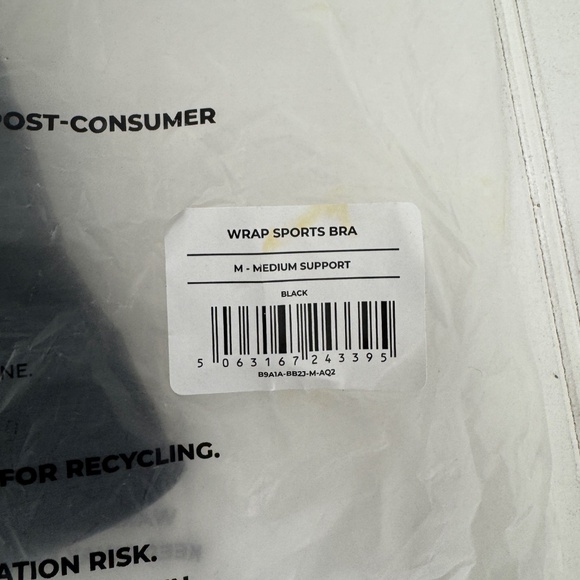 POST-CONSUMER
WRAP SPORTS BRA
M - MEDIUM SUPPORT
BLACK
5 063167 243395
B9A1A-BB2J-M-AQ2
NE.
FOR RECYCLING.
ATION RISK.